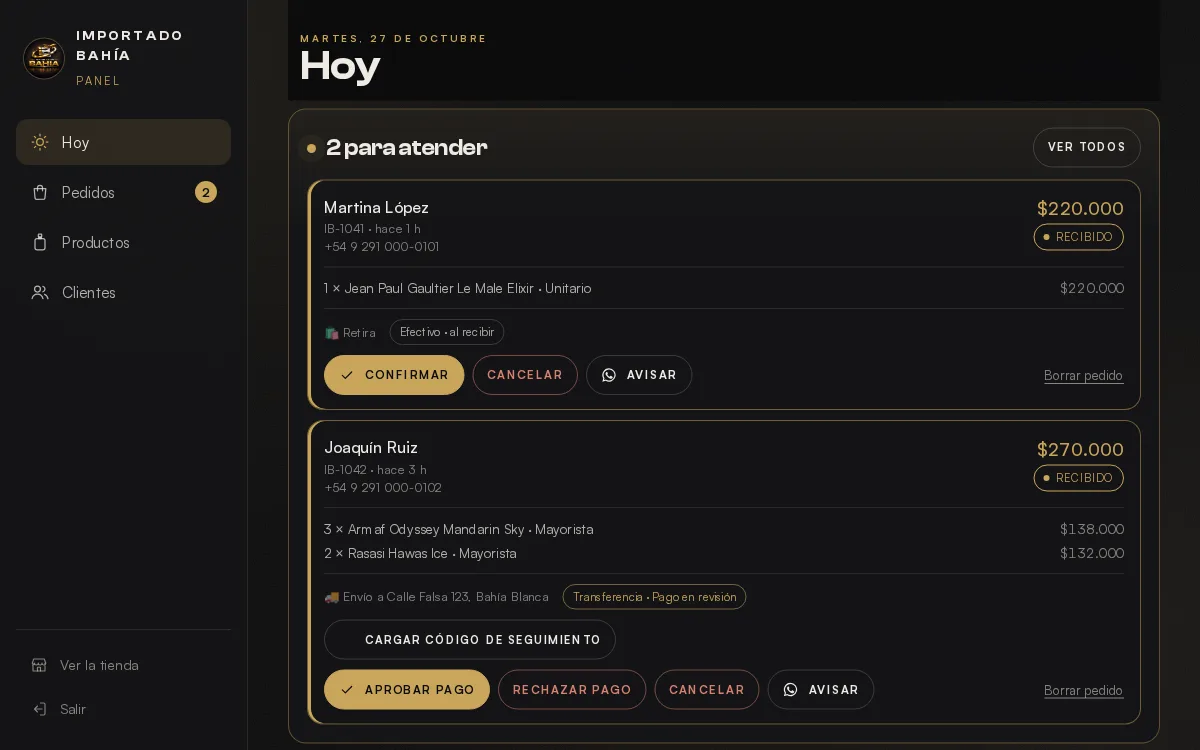 IMPORTADO
BAHÍA
PANEL
BAHÍA
Hoy
Pedidos
2
Productos
Clientes
Ver la tienda
Salir
MARTES, 27 DE OCTUBRE
Hoy
2 para atender
VER TODOS
Martina López
$220.000
IB-1041 · hace 1 h
RECIBIDO
+54 9 291 000-0101
1 × Jean Paul Gaultier Le Male Elixir · Unitario
$220.000
Retira
Efectivo · al recibir
CONFIRMAR
CANCELAR
AVISAR
Borrar pedido
Joaquín Ruiz
$270.000
IB-1042 · hace 3 h
RECIBIDO
+54 9 291 000-0102
3 × Armaf Odyssey Mandarin Sky · Mayorista
$138.000
2 × Rasasi Hawas Ice · Mayorista
$132.000
Envío a Calle Falsa 123, Bahía Blanca
Transferencia · Pago en revisión
CARGAR CÓDIGO DE SEGUIMIENTO
APROBAR PAGO
RECHAZAR PAGO
CANCELAR
AVISAR
Borrar pedido